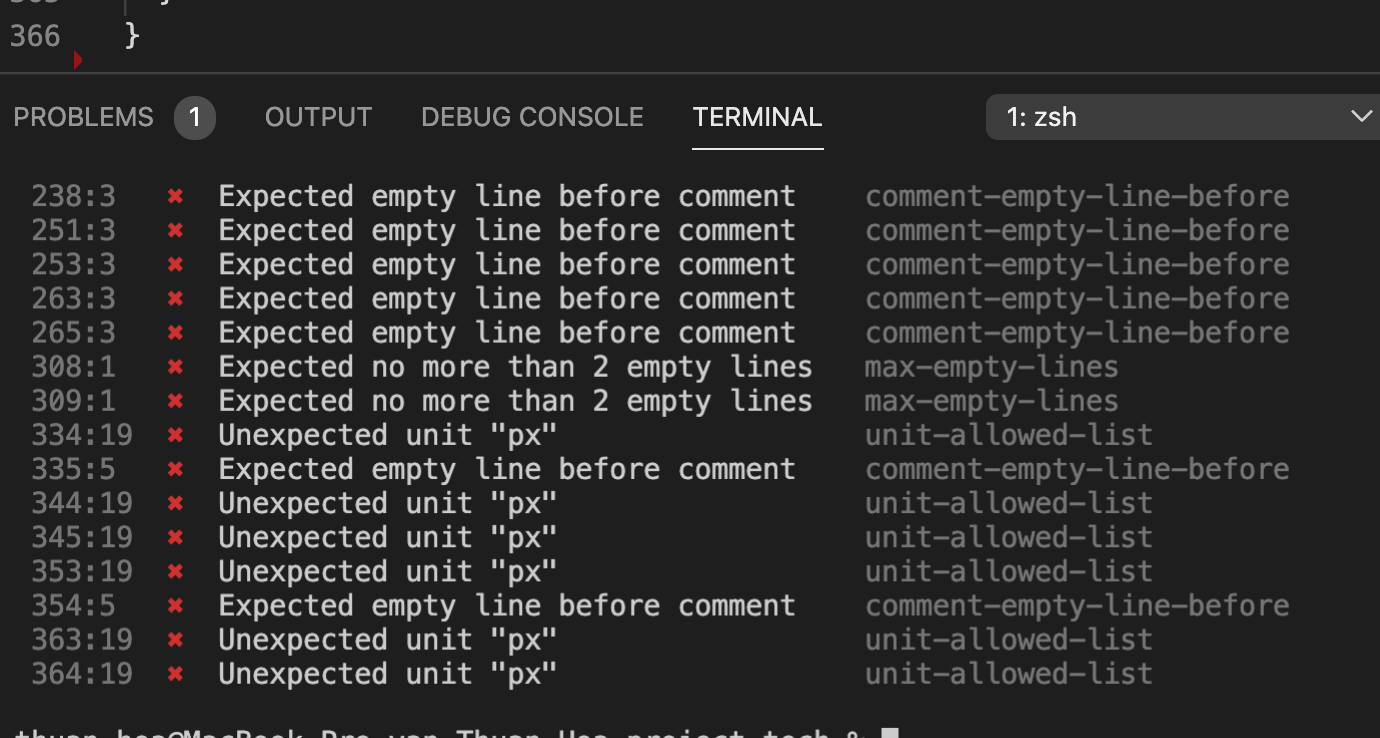 366 }
PROBLEMS 1 OUTPUT DEBUG CONSOLE TERMINAL 1: zsh
238:3 ✖ Expected empty line before comment comment-empty-line-before
251:3 ✖ Expected empty line before comment comment-empty-line-before
253:3 ✖ Expected empty line before comment comment-empty-line-before
263:3 ✖ Expected empty line before comment comment-empty-line-before
265:3 ✖ Expected empty line before comment comment-empty-line-before
308:1 ✖ Expected no more than 2 empty lines max-empty-lines
309:1 ✖ Expected no more than 2 empty lines max-empty-lines
334:19 ✖ Unexpected unit "px" unit-allowed-list
335:5 ✖ Expected empty line before comment comment-empty-line-before
344:19 ✖ Unexpected unit "px" unit-allowed-list
345:19 ✖ Unexpected unit "px" unit-allowed-list
353:19 ✖ Unexpected unit "px" unit-allowed-list
354:5 ✖ Expected empty line before comment comment-empty-line-before
363:19 ✖ Unexpected unit "px" unit-allowed-list
364:19 ✖ Unexpected unit "px" unit-allowed-list